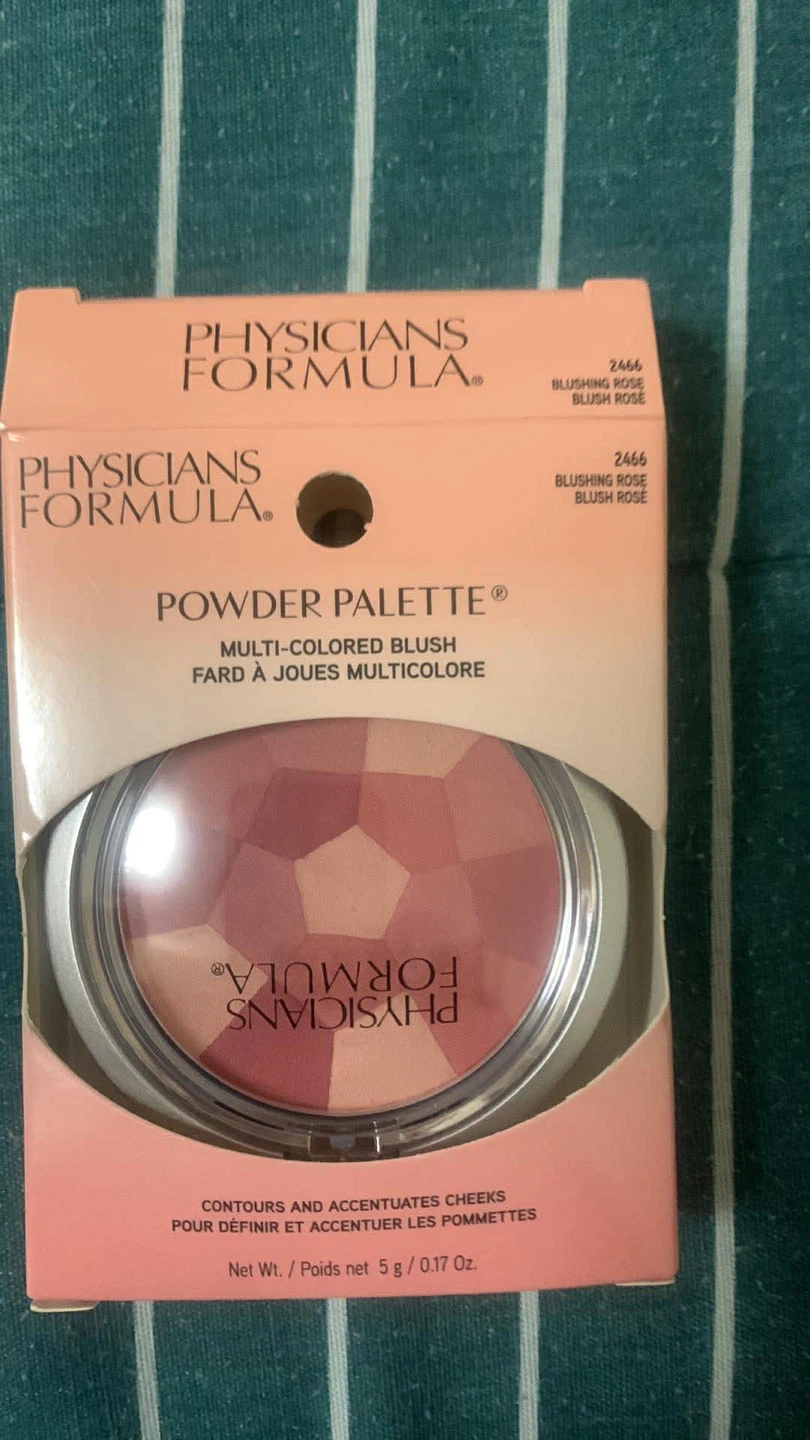 PHYSICIANS
FORMULA®
2466
BLUSHING ROSE
BLUSH ROSÉ
PHYSICIANS
FORMULA®
2466
BLUSHING ROSE
BLUSH ROSÉ
POWDER PALETTE®
MULTI-COLORED BLUSH
FARD À JOUES MULTICOLORE
PHYSICIANS
FORMULA®
CONTOURS AND ACCENTUATES CHEEKS
POUR DÉFINIR ET ACCENTUER LES POMMETTES
Net Wt. / Poids net 5 g / 0.17 Oz.